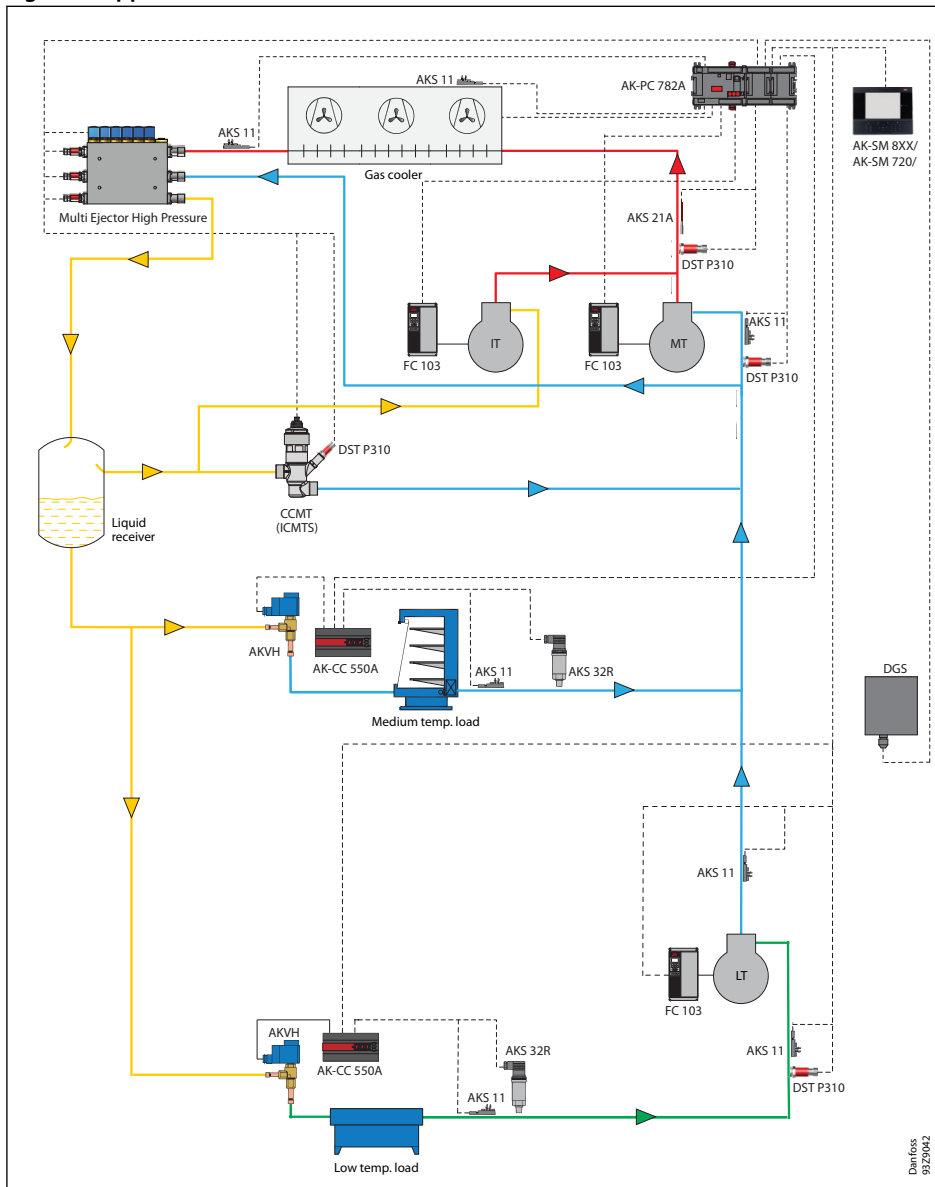 AKS 11
AK-PC 782A
AKS 11
AK-SM 8XX/
AK-SM 720/
Gas cooler
Multi Ejector High Pressure
AKS 21A
DST P310
IT
MT
AKS 11
FC 103
FC 103
DST P310
DST P310
CCMT
(ICMTS)
Liquid
receiver
AKVH
AK-CC 550A
AKS 11
AKS 32R
DGS
Medium temp. load
AKS 11
LT
FC 103
AKVH
AKS 32R
AK-CC 550A
AKS 11
AKS 11
DST P310
Low temp. load
Danfoss
93Z9042